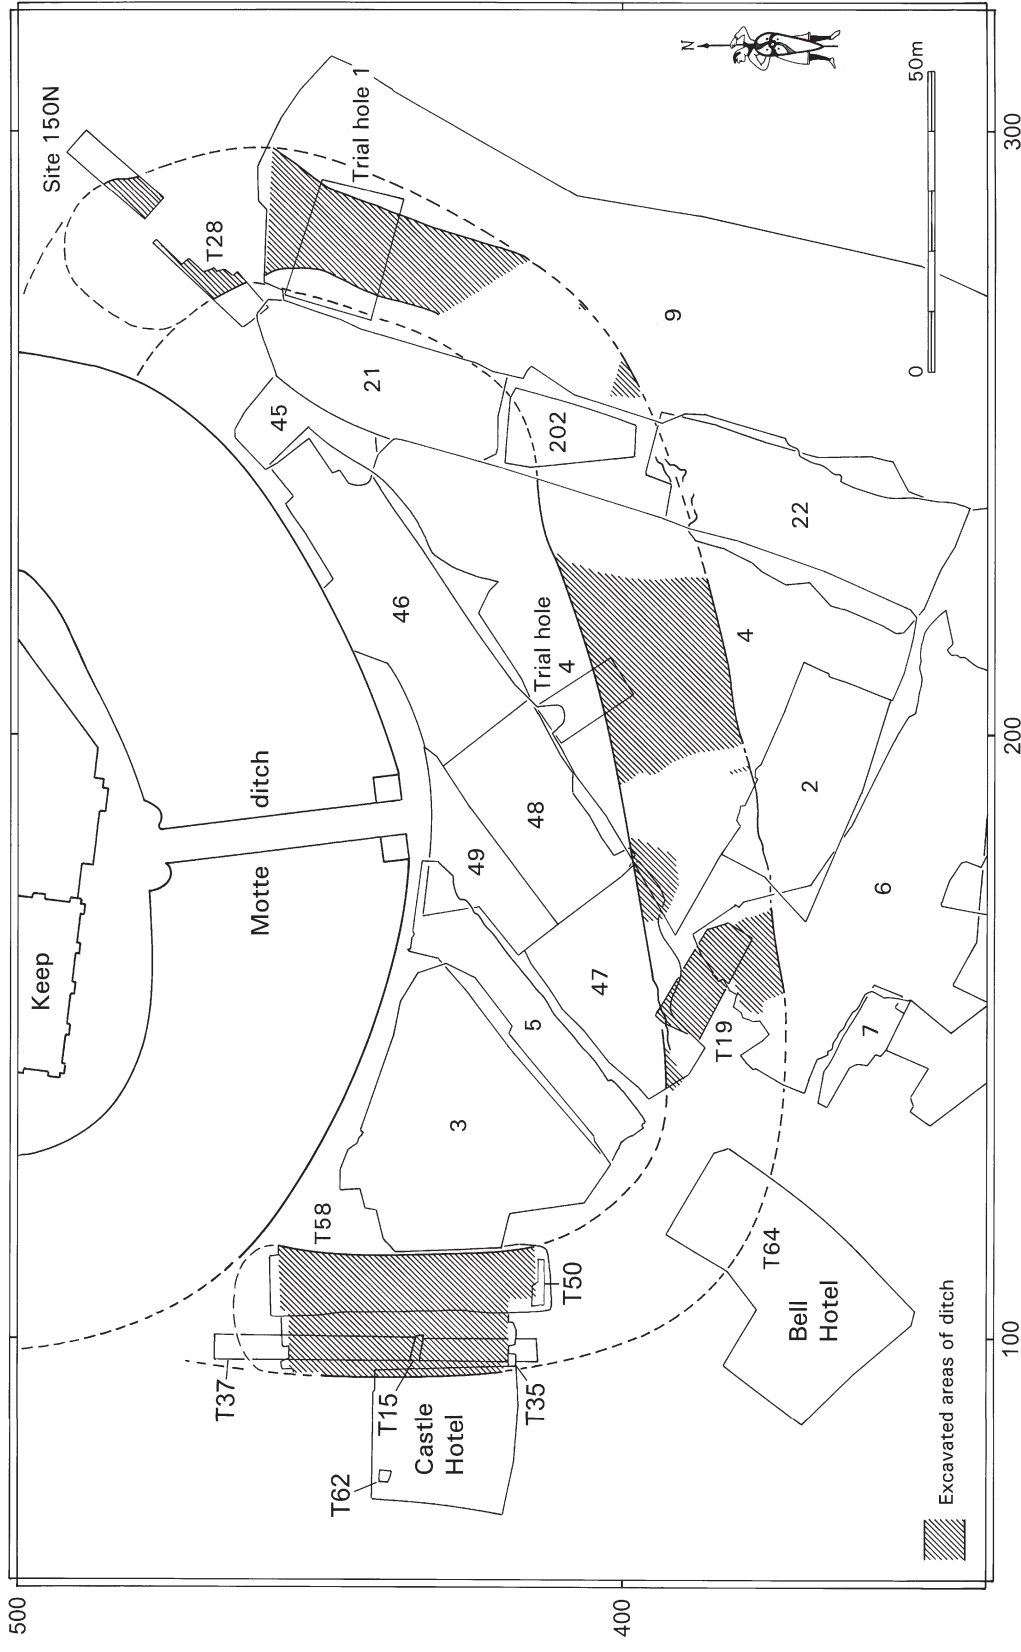 Site 150N
T28
Trial hole 1
N
50m
0
300
9
21
45
202
22
46
Trial hole
4
4
Keep
Motte ditch
200
48
49
2
6
47
5
T19
7
3
T58
T50
T64
Bell
Hotel
100
T37
T15
T35
Castle
Hotel
T62
Excavated areas of ditch
500
400